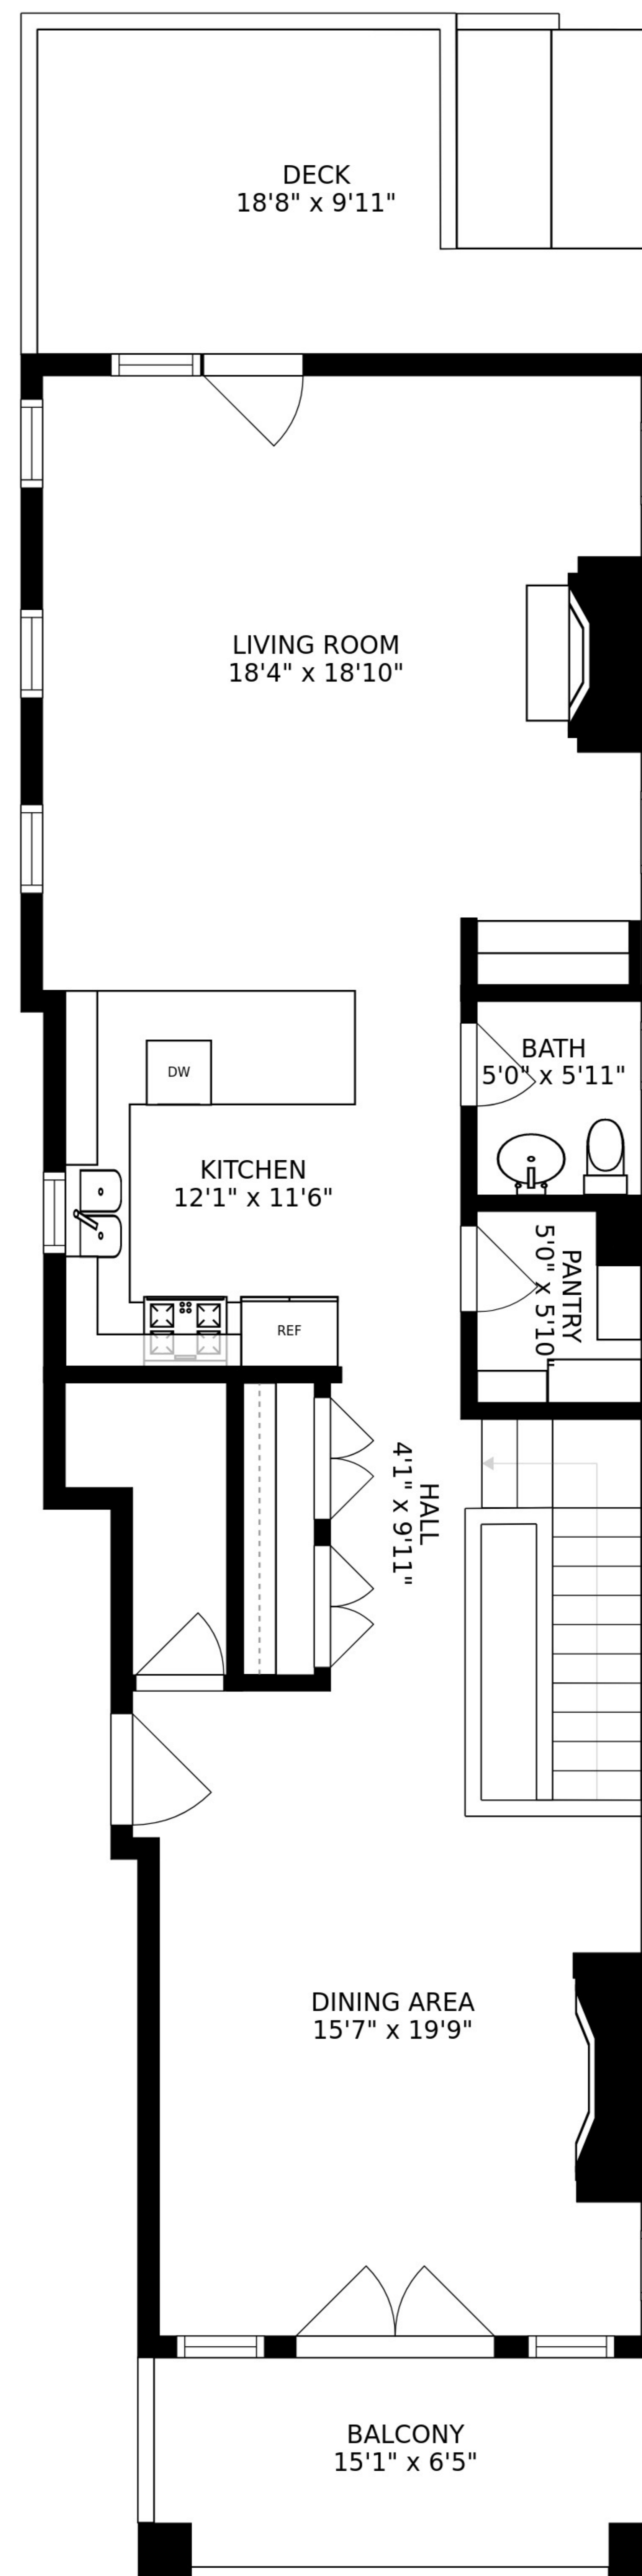 DECK
18'8" x 9'11"
LIVING ROOM
18'4" x 18'10"
BATH
5'0" x 5'11"
DW
KITCHEN
12'1" x 11'6"
PANTRY
5'0" x 5'10"
REF
HALL
4'1" x 9'11"
DINING AREA
15'7" x 19'9"
BALCONY
15'1" x 6'5"